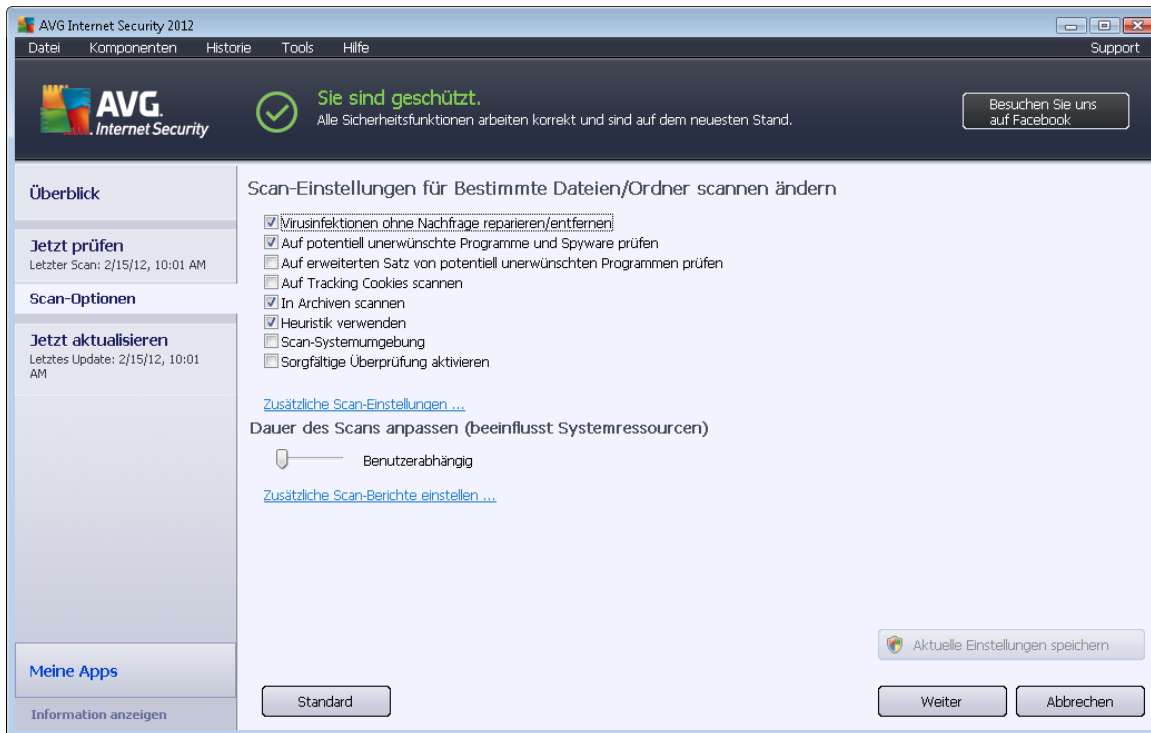 AVG Internet Security 2012
Datei Komponenten Historie Tools Hilfe Support
AVG.
Internet Security
Sie sind geschützt.
Alle Sicherheitsfunktionen arbeiten korrekt und sind auf dem neuesten Stand.
Besuchen Sie uns
auf Facebook
Überblick
Jetzt prüfen
Letzter Scan: 2/15/12, 10:01 AM
Scan-Optionen
Jetzt aktualisieren
Letztes Update: 2/15/12, 10:01
AM
Meine Apps
Information anzeigen
Scan-Einstellungen für Bestimmte Dateien/Ordner scannen ändern
Virusinfektionen ohne Nachfrage reparieren/entfernen
Auf potentiell unerwünschte Programme und Spyware prüfen
Auf erweiterten Satz von potentiell unerwünschten Programmen prüfen
Auf Tracking Cookies scannen
In Archiven scannen
Heuristik verwenden
Scan-Systemumgebung
Sorgfältige Überprüfung aktivieren
Zusätzliche Scan-Einstellungen ...
Dauer des Scans anpassen (beeinflusst Systemressourcen)
Benutzerabhängig
Zusätzliche Scan-Berichte einstellen ...
Aktuelle Einstellungen speichern
Standard
Weiter
Abbrechen